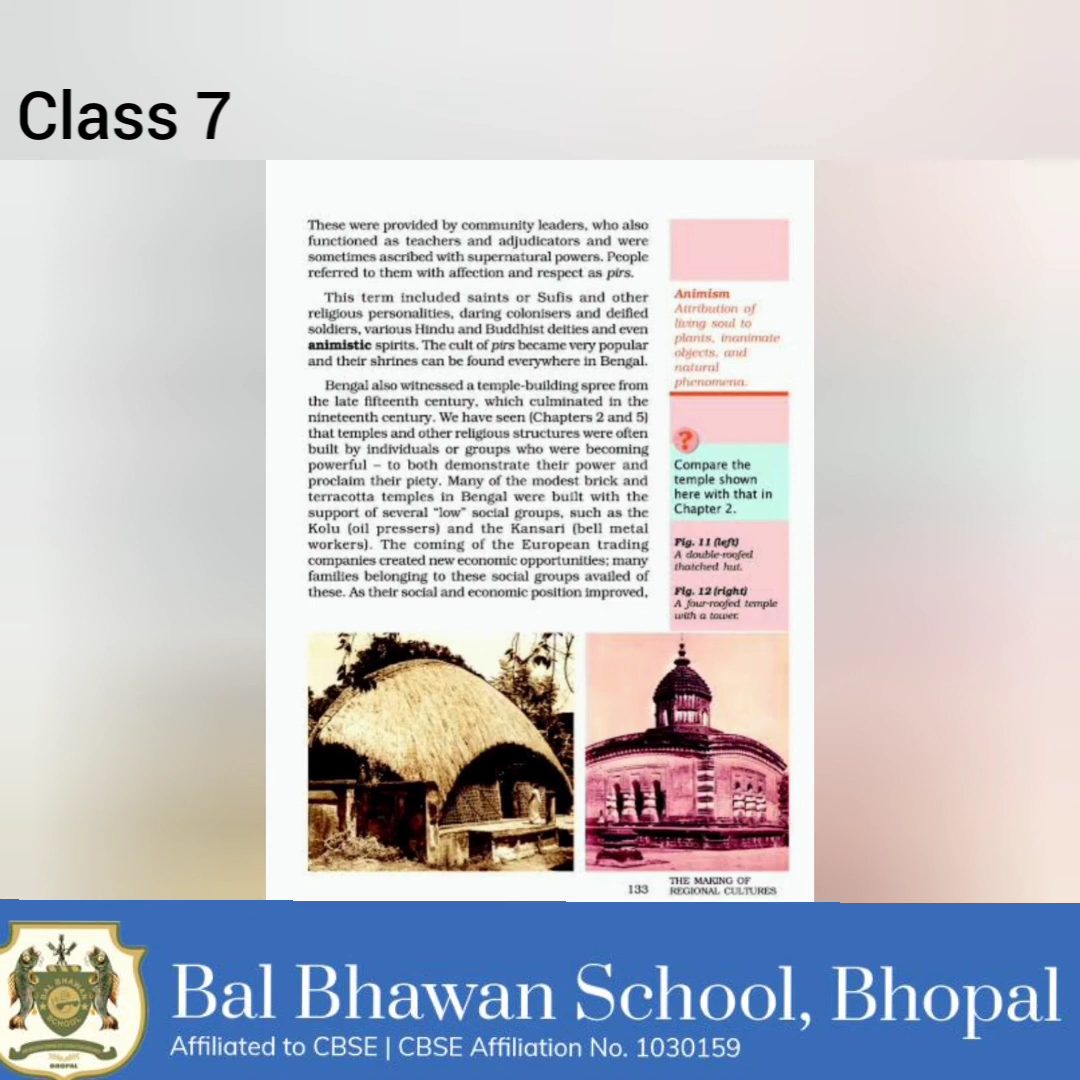 Class 7
These were provided by community leaders, who also
functioned as teachers and adjudicators and were
sometimes ascribed with supernatural powers. People
referred to them with affection and respect as pirs.
This term included saints or Sufis and other
religious personalities, daring colonisers and deified
soldiers, various Hindu and Buddhist deities and even
animistic spirits. The cult of pirs became very popular
and their shrines can be found everywhere in Bengal.
Bengal also witnessed a temple-building spree from
the late fifteenth century, which culminated in the
nineteenth century. We have seen (Chapters 2 and 5)
that temples and other religious structures were often
built by individuals or groups who were becoming
powerful – to both demonstrate their power and
proclaim their piety. Many of the modest brick and
terracotta temples in Bengal were built with the
support of several "low" social groups, such as the
Kolu (oil pressers) and the Kansari (bell metal
workers). The coming of the European trading
companies created new economic opportunities; many
families belonging to these social groups availed of
these. As their social and economic position improved,
Animism
Attribution of
living soul to
plants, inanimate
objects, and
natural
phenomena.
?
Compare the
temple shown
here with that in
Chapter 2.
Fig. 11 (left)
A double-roofed
thatched hut.
Fig. 12 (right)
A four-roofed temple
with a tower.
133
THE MAKING OF
REGIONAL CULTURES
BAL BHAWAN
SCHOOL
BHOPAL
Bal Bhawan School, Bhopal
Affiliated to CBSE | CBSE Affiliation No. 1030159